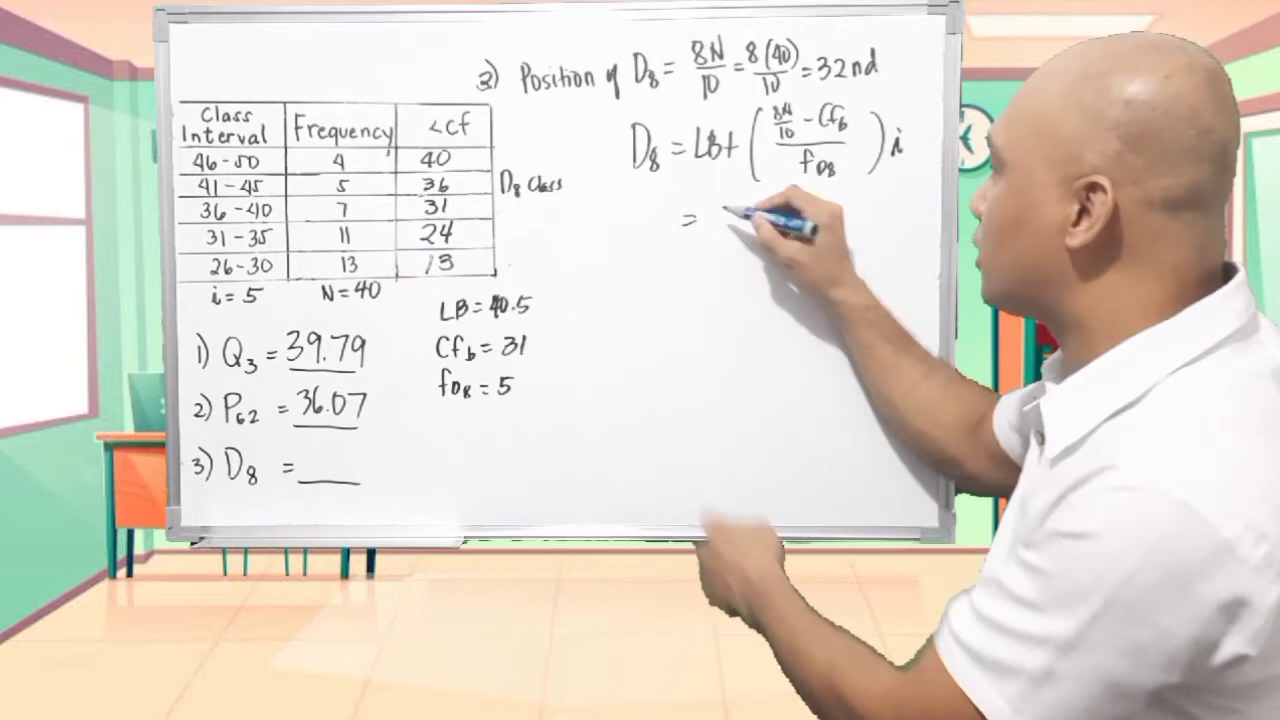 3) Position of D8 = 8N/10 = 8(40)/10 = 32nd
D8 = LB + ( (8N/10 - Cfb) / fD8 ) i
=
Class Interval Frequency <cf
46-50 4 40
41-45 5 36 D8 Class
36-40 7 31
31-35 11 24
26-30 13 13
i = 5 N = 40
LB = 40.5
Cfb = 31
fD8 = 5
1) Q3 = 39.79
2) P62 = 36.07
3) D8 = ____